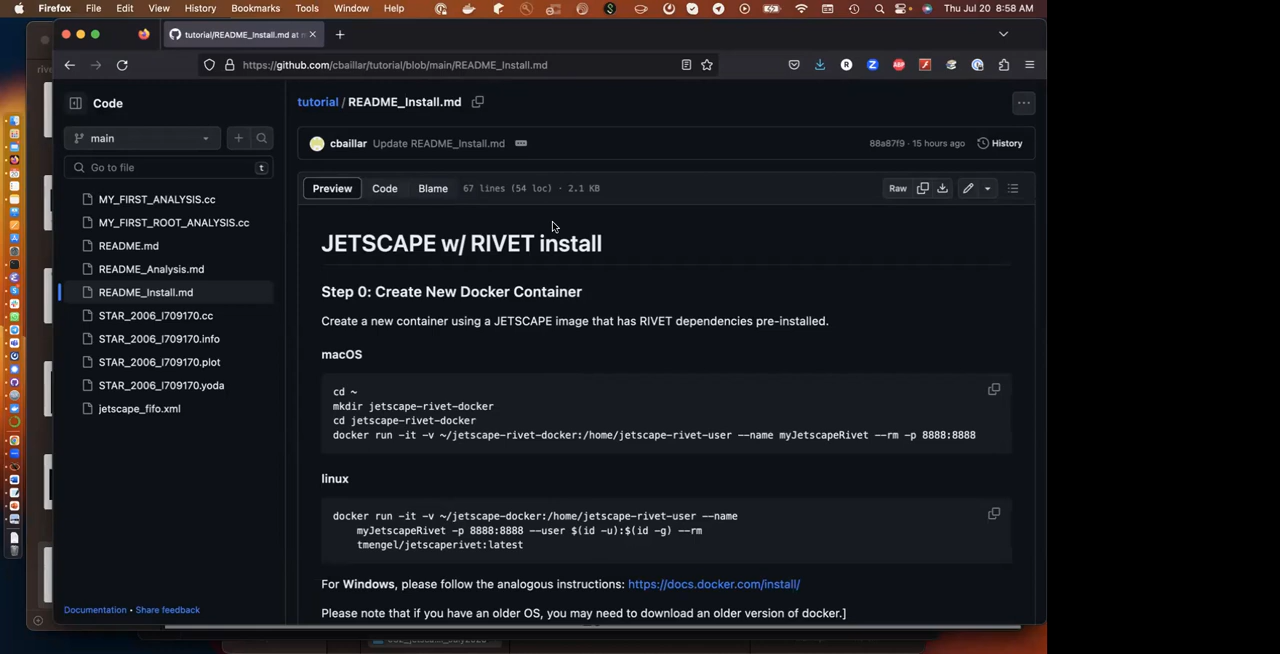 Firefox File Edit View History Bookmarks Tools Window Help Thu Jul 20 8:58 AM
tutorial/README_Install.md at m
https://github.com/cbaillar/tutorial/blob/main/README_Install.md
Code
main
Go to file t
MY_FIRST_ANALYSIS.cc
MY_FIRST_ROOT_ANALYSIS.cc
README.md
README_Analysis.md
README_Install.md
STAR_2006_I709170.cc
STAR_2006_I709170.info
STAR_2006_I709170.plot
STAR_2006_I709170.yoda
jetscape_fifo.xml
Documentation • Share feedback
tutorial / README_Install.md
cbaillar Update README_Install.md 88a87f9 · 15 hours ago History
Preview Code Blame 67 lines (54 loc) · 2.1 KB Raw
JETSCAPE w/ RIVET install
Step 0: Create New Docker Container
Create a new container using a JETSCAPE image that has RIVET dependencies pre-installed.
macOS
cd ~
mkdir jetscape-rivet-docker
cd jetscape-rivet-docker
docker run -it -v ~/jetscape-rivet-docker:/home/jetscape-rivet-user --name myJetscapeRivet --rm -p 8888:8888
linux
docker run -it -v ~/jetscape-docker:/home/jetscape-rivet-user --name
myJetscapeRivet -p 8888:8888 --user $(id -u):$(id -g) --rm
tmengel/jetscaperivet:latest
For Windows, please follow the analogous instructions: https://docs.docker.com/install/
Please note that if you have an older OS, you may need to download an older version of docker.]